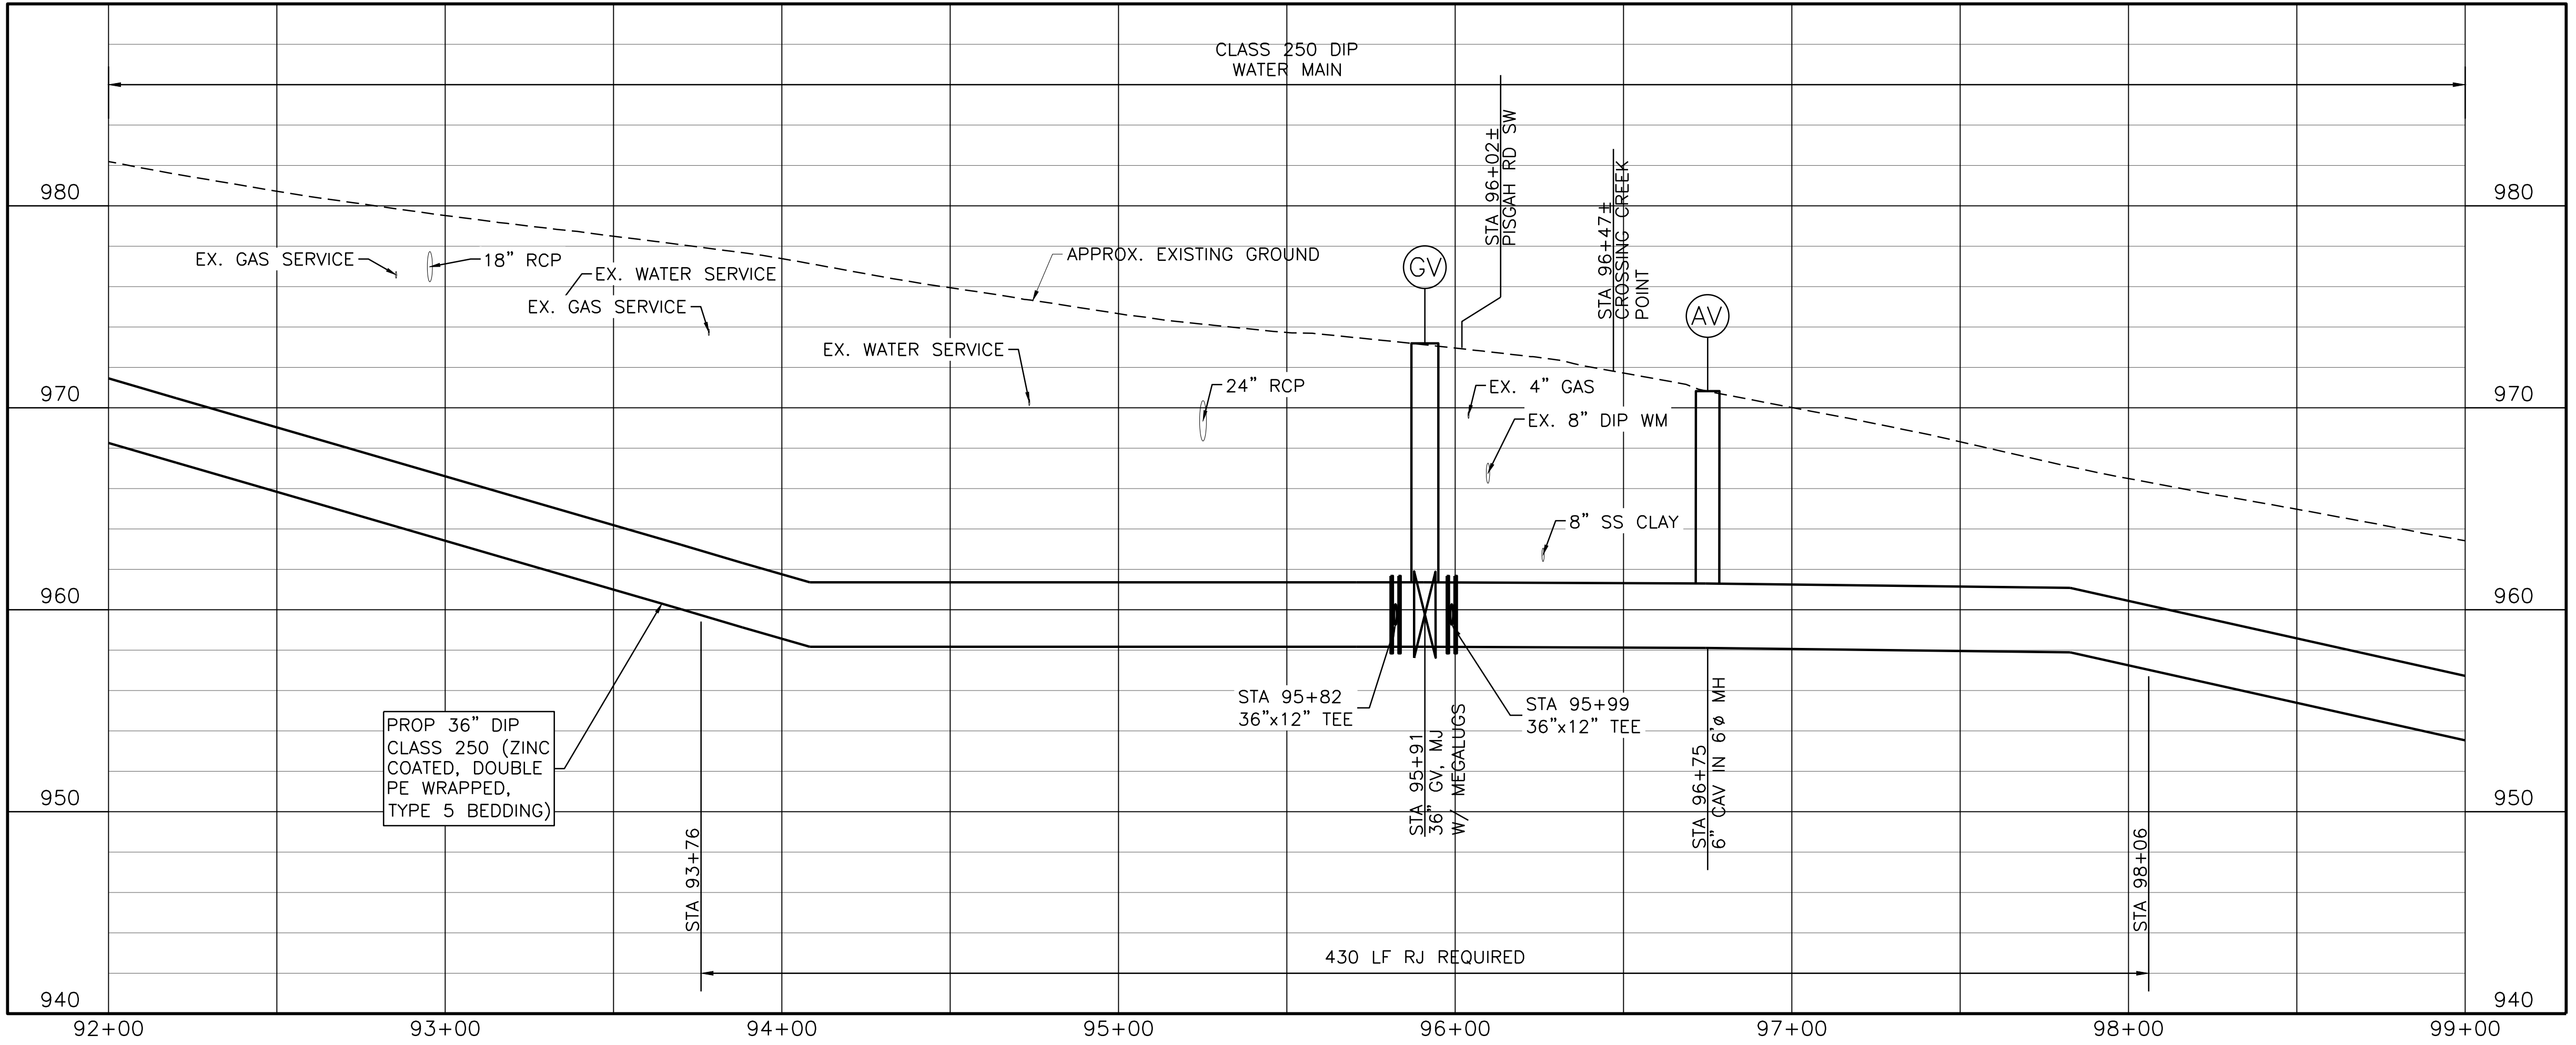 CLASS 250 DIP
WATER MAIN
STA 96+02±
PISGAH RD SW
STA 96+47±
CROSSING CREEK
POINT
980
980
EX. GAS SERVICE
18" RCP
EX. WATER SERVICE
EX. GAS SERVICE
APPROX. EXISTING GROUND
GV
AV
EX. WATER SERVICE
24" RCP
EX. 4" GAS
EX. 8" DIP WM
970
970
8" SS CLAY
960
960
STA 95+82
36"x12" TEE
STA 95+99
36"x12" TEE
PROP 36" DIP
CLASS 250 (ZINC
COATED, DOUBLE
PE WRAPPED,
TYPE 5 BEDDING)
STA 95+91
36" GV, MJ
W/ MEGALUGS
STA 96+75
6" CAV IN 6'ø MH
950
950
STA 93+76
STA 98+06
430 LF RJ REQUIRED
940
940
92+00
93+00
94+00
95+00
96+00
97+00
98+00
99+00